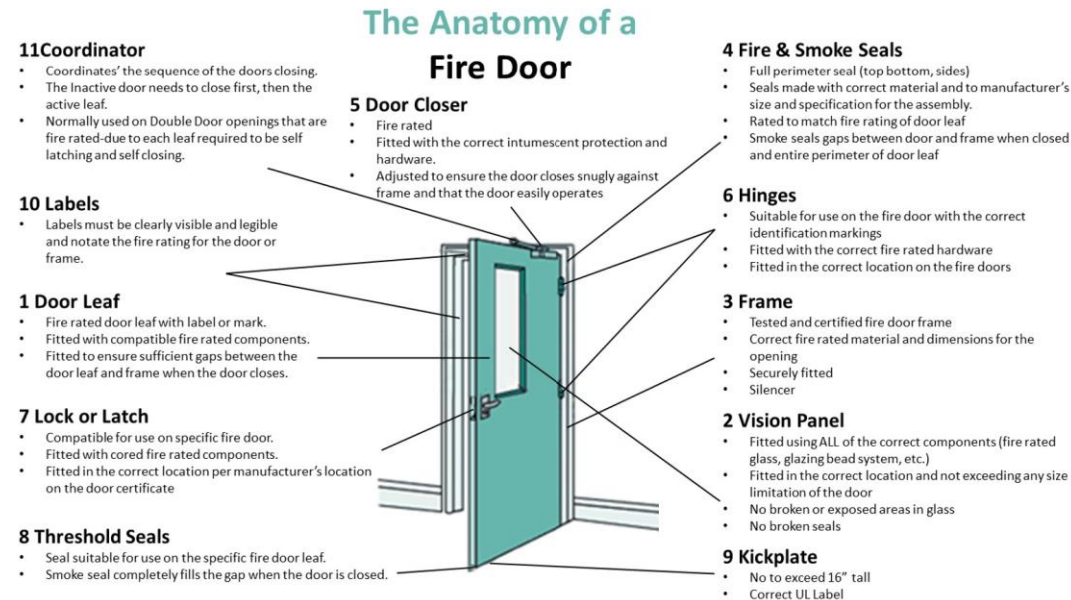 The Anatomy of a
Fire Door
11Coordinator
• Coordinates' the sequence of the doors closing.
• The Inactive door needs to close first, then the
active leaf.
• Normally used on Double Door openings that are
fire rated-due to each leaf required to be self
latching and self closing.
10 Labels
• Labels must be clearly visible and legible
and notate the fire rating for the door or
frame.
1 Door Leaf
• Fire rated door leaf with label or mark.
• Fitted with compatible fire rated components.
• Fitted to ensure sufficient gaps between the
door leaf and frame when the door closes.
7 Lock or Latch
• Compatible for use on specific fire door.
• Fitted with cored fire rated components.
• Fitted in the correct location per manufacturer's location
on the door certificate
8 Threshold Seals
• Seal suitable for use on the specific fire door leaf.
• Smoke seal completely fills the gap when the door is closed.
5 Door Closer
• Fire rated
• Fitted with the correct intumescent protection and
hardware.
• Adjusted to ensure the door closes snugly against
frame and that the door easily operates
4 Fire & Smoke Seals
• Full perimeter seal (top bottom, sides)
• Seals made with correct material and to manufacturer's
size and specification for the assembly.
• Rated to match fire rating of door leaf
• Smoke seals gaps between door and frame when closed
and entire perimeter of door leaf
6 Hinges
• Suitable for use on the fire door with the correct
identification markings
• Fitted with the correct fire rated hardware
• Fitted in the correct location on the fire doors
3 Frame
• Tested and certified fire door frame
• Correct fire rated material and dimensions for the
opening
• Securely fitted
• Silencer
2 Vision Panel
• Fitted using ALL of the correct components (fire rated
glass, glazing bead system, etc.)
• Fitted in the correct location and not exceeding any size
limitation of the door
• No broken or exposed areas in glass
• No broken seals
9 Kickplate
• No to exceed 16" tall
• Correct UL Label